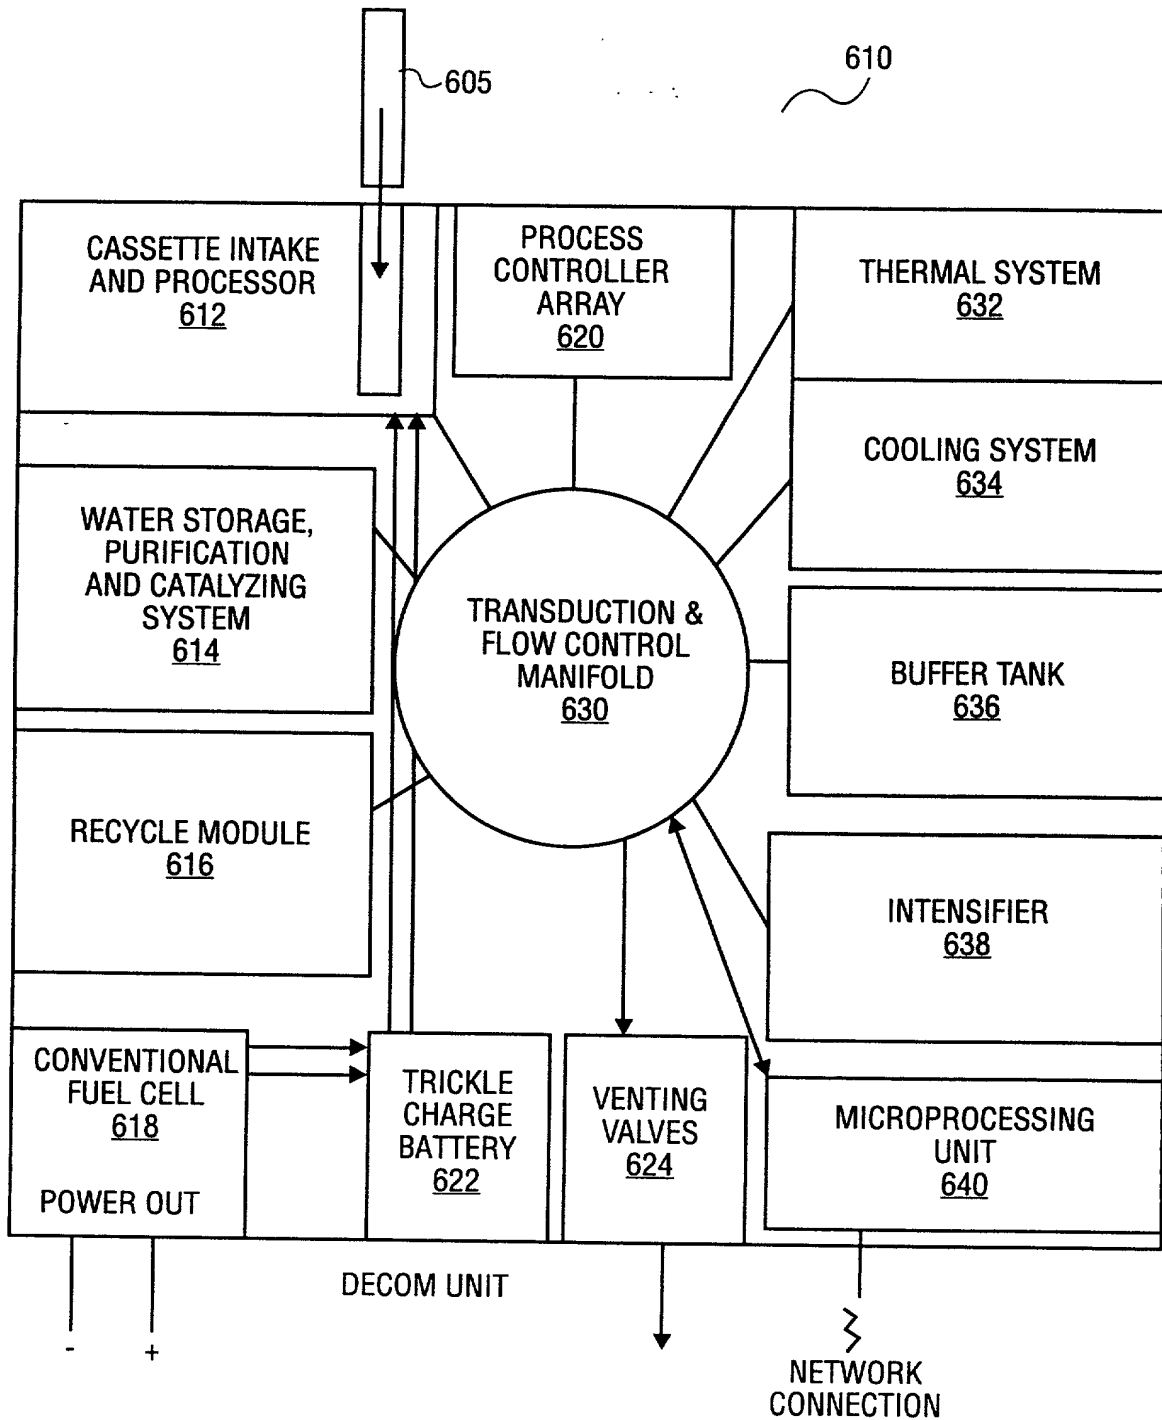 605
610
CASSETTE INTAKE
AND PROCESSOR
612
PROCESS
CONTROLLER
ARRAY
620
THERMAL SYSTEM
632
COOLING SYSTEM
634
WATER STORAGE,
PURIFICATION
AND CATALYZING
SYSTEM
614
TRANSDUCTION &
FLOW CONTROL
MANIFOLD
630
BUFFER TANK
636
RECYCLE MODULE
616
INTENSIFIER
638
CONVENTIONAL
FUEL CELL
618
POWER OUT
TRICKLE
CHARGE
BATTERY
622
VENTING
VALVES
624
MICROPROCESSING
UNIT
640
- +
DECOM UNIT
NETWORK
CONNECTION